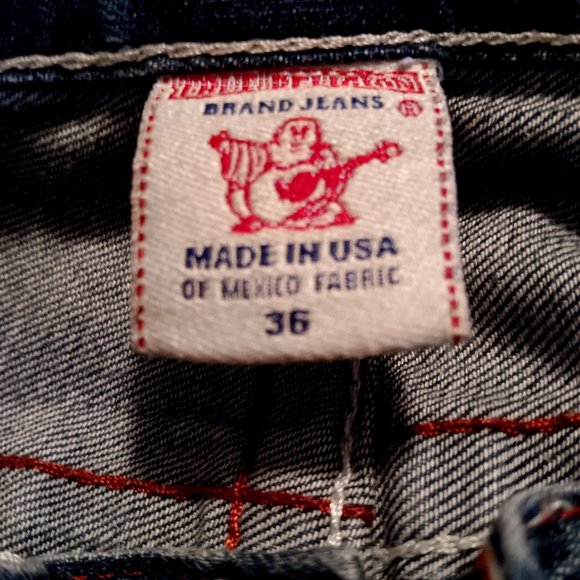 BRAND JEANS ®
MADE IN USA
OF MEXICO FABRIC
36